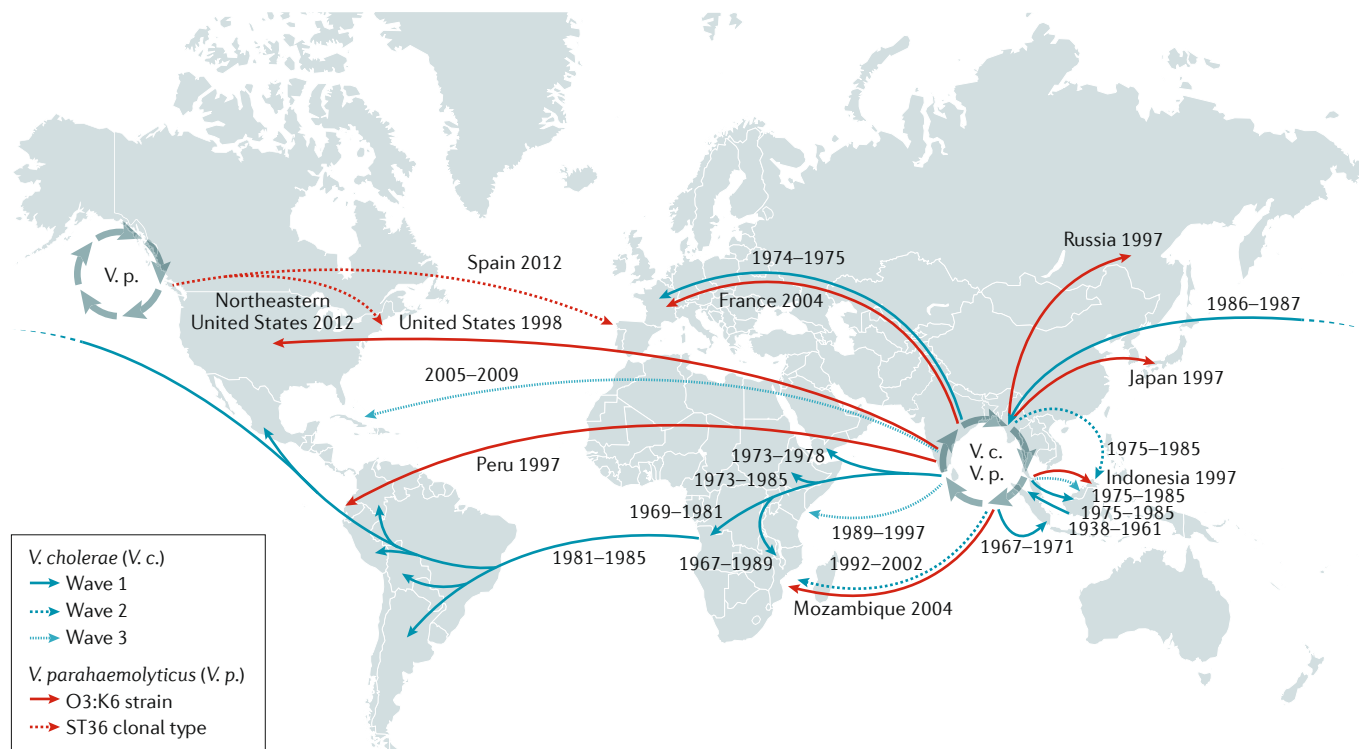 V. p.
Spain 2012
Northeastern
United States 2012
United States 1998
2005–2009
Peru 1997
1974–1975
France 2004
Russia 1997
1986–1987
Japan 1997
V. c.
V. p.
1975–1985
Indonesia 1997
1975–1985
1975–1985
1938–1961
1967–1971
1973–1978
1973–1985
1969–1981
1981–1985
1967–1989
1989–1997
1992–2002
Mozambique 2004
V. cholerae (V. c.)
Wave 1
Wave 2
Wave 3
V. parahaemolyticus (V. p.)
O3:K6 strain
ST36 clonal type